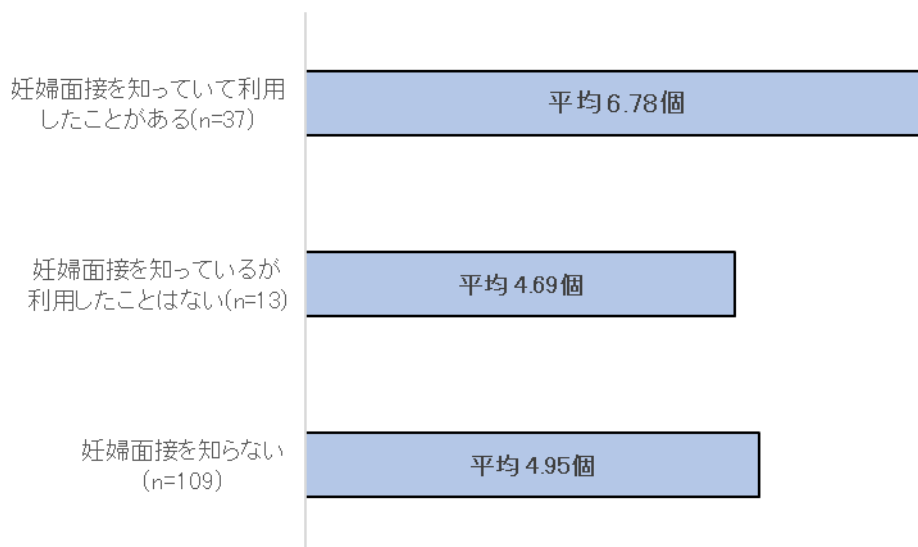 妊婦面接を知っていて利用
したことがある(n=37)
平均6.78個
妊婦面接を知っているが
利用したことはない(n=13)
平均4.69個
妊婦面接を知らない
(n=109)
平均4.95個